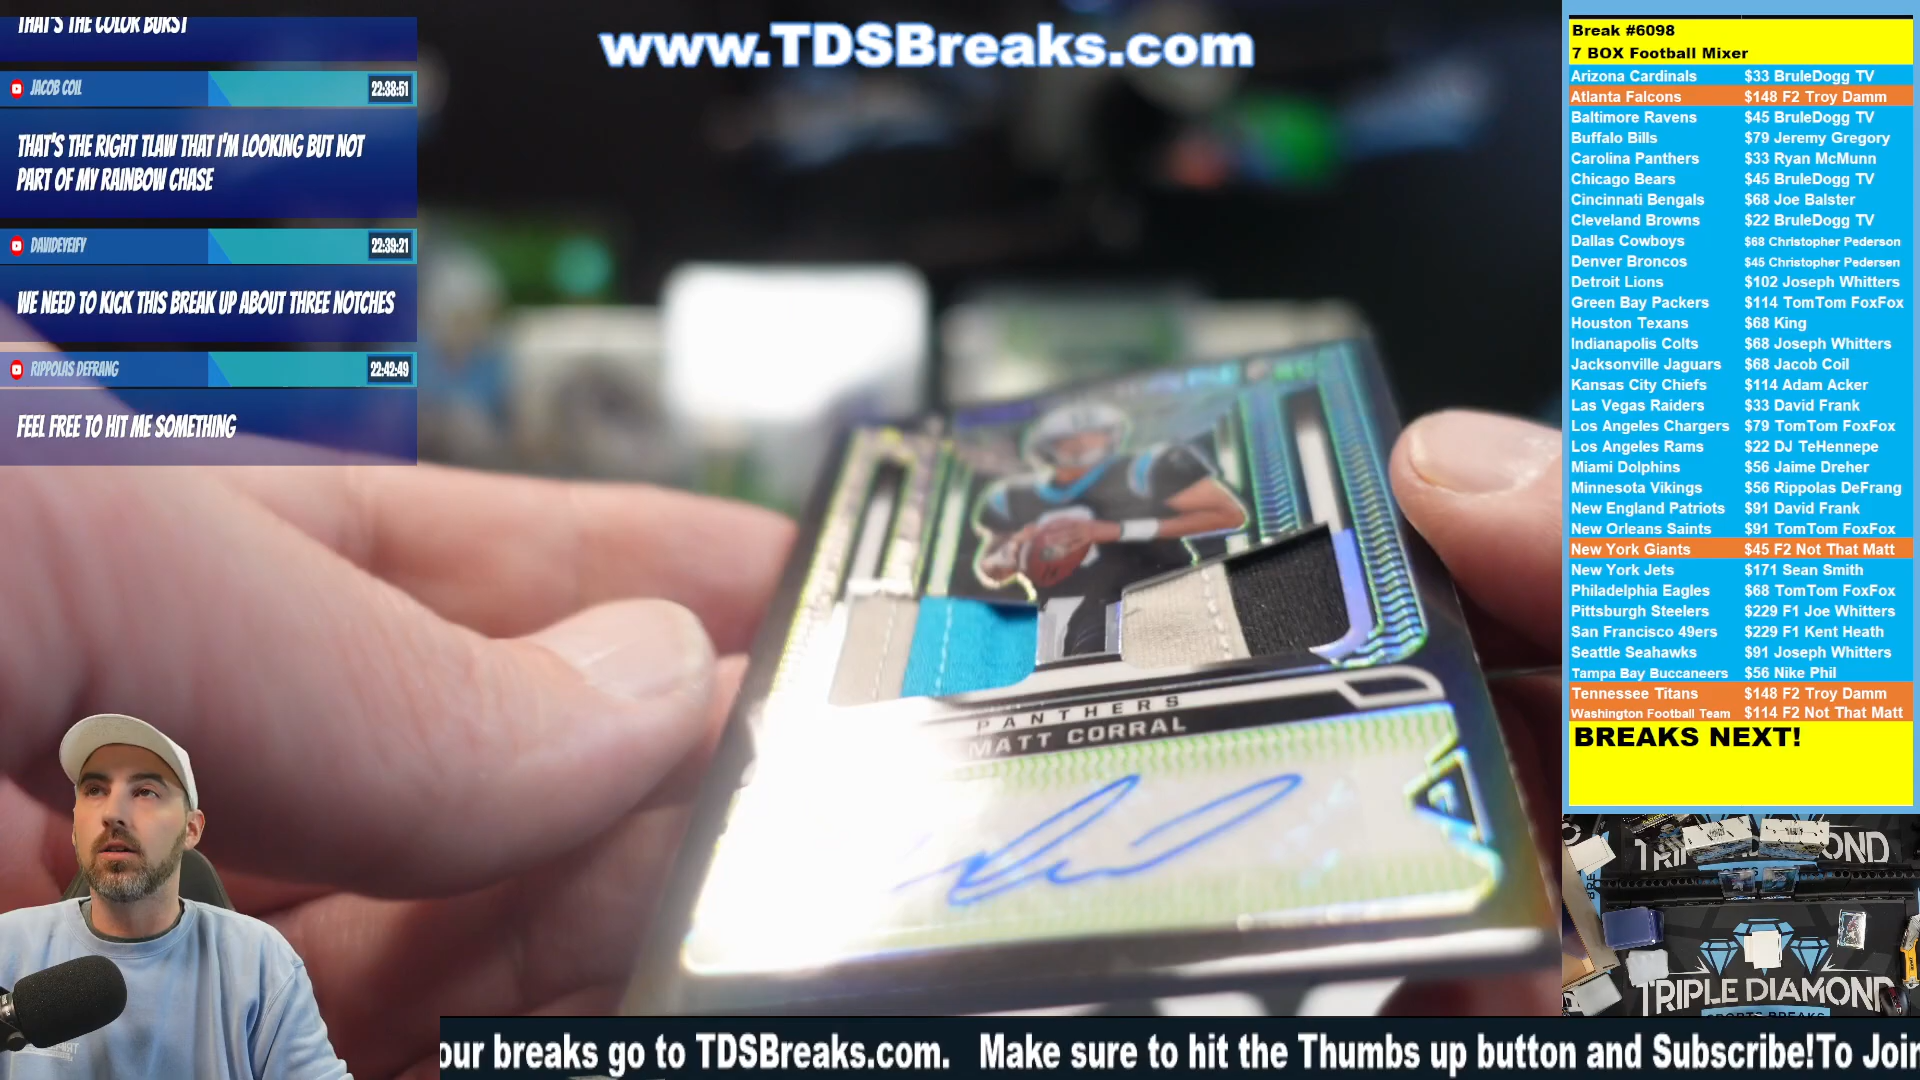 THAT'S THE COLOR BURST
JACOB COIL 22:38:51
THAT'S THE RIGHT TLAW THAT I'M LOOKING BUT NOT
PART OF MY RAINBOW CHASE
DAVIDEYEIFY 22:39:21
WE NEED TO KICK THIS BREAK UP ABOUT THREE NOTCHES
RIPPOLAS DEFRANG 22:42:49
FEEL FREE TO HIT ME SOMETHING
www.TDSBreaks.com
PANTHERS
MATT CORRAL
Break #6098
7 BOX Football Mixer
Arizona Cardinals $33 BruleDogg TV
Atlanta Falcons $148 F2 Troy Damm
Baltimore Ravens $45 BruleDogg TV
Buffalo Bills $79 Jeremy Gregory
Carolina Panthers $33 Ryan McMunn
Chicago Bears $45 BruleDogg TV
Cincinnati Bengals $68 Joe Balster
Cleveland Browns $22 BruleDogg TV
Dallas Cowboys $68 Christopher Pederson
Denver Broncos $45 Christopher Pedersen
Detroit Lions $102 Joseph Whitters
Green Bay Packers $114 TomTom FoxFox
Houston Texans $68 King
Indianapolis Colts $68 Joseph Whitters
Jacksonville Jaguars $68 Jacob Coil
Kansas City Chiefs $114 Adam Acker
Las Vegas Raiders $33 David Frank
Los Angeles Chargers $79 TomTom FoxFox
Los Angeles Rams $22 DJ TeHennepe
Miami Dolphins $56 Jaime Dreher
Minnesota Vikings $56 Rippolas DeFrang
New England Patriots $91 David Frank
New Orleans Saints $91 TomTom FoxFox
New York Giants $45 F2 Not That Matt
New York Jets $171 Sean Smith
Philadelphia Eagles $68 TomTom FoxFox
Pittsburgh Steelers $229 F1 Joe Whitters
San Francisco 49ers $229 F1 Kent Heath
Seattle Seahawks $91 Joseph Whitters
Tampa Bay Buccaneers $56 Nike Phil
Tennessee Titans $148 F2 Troy Damm
Washington Football Team $114 F2 Not That Matt
BREAKS NEXT!
TRIPLE DIAMOND
our breaks go to TDSBreaks.com. Make sure to hit the Thumbs up button and Subscribe!To Join